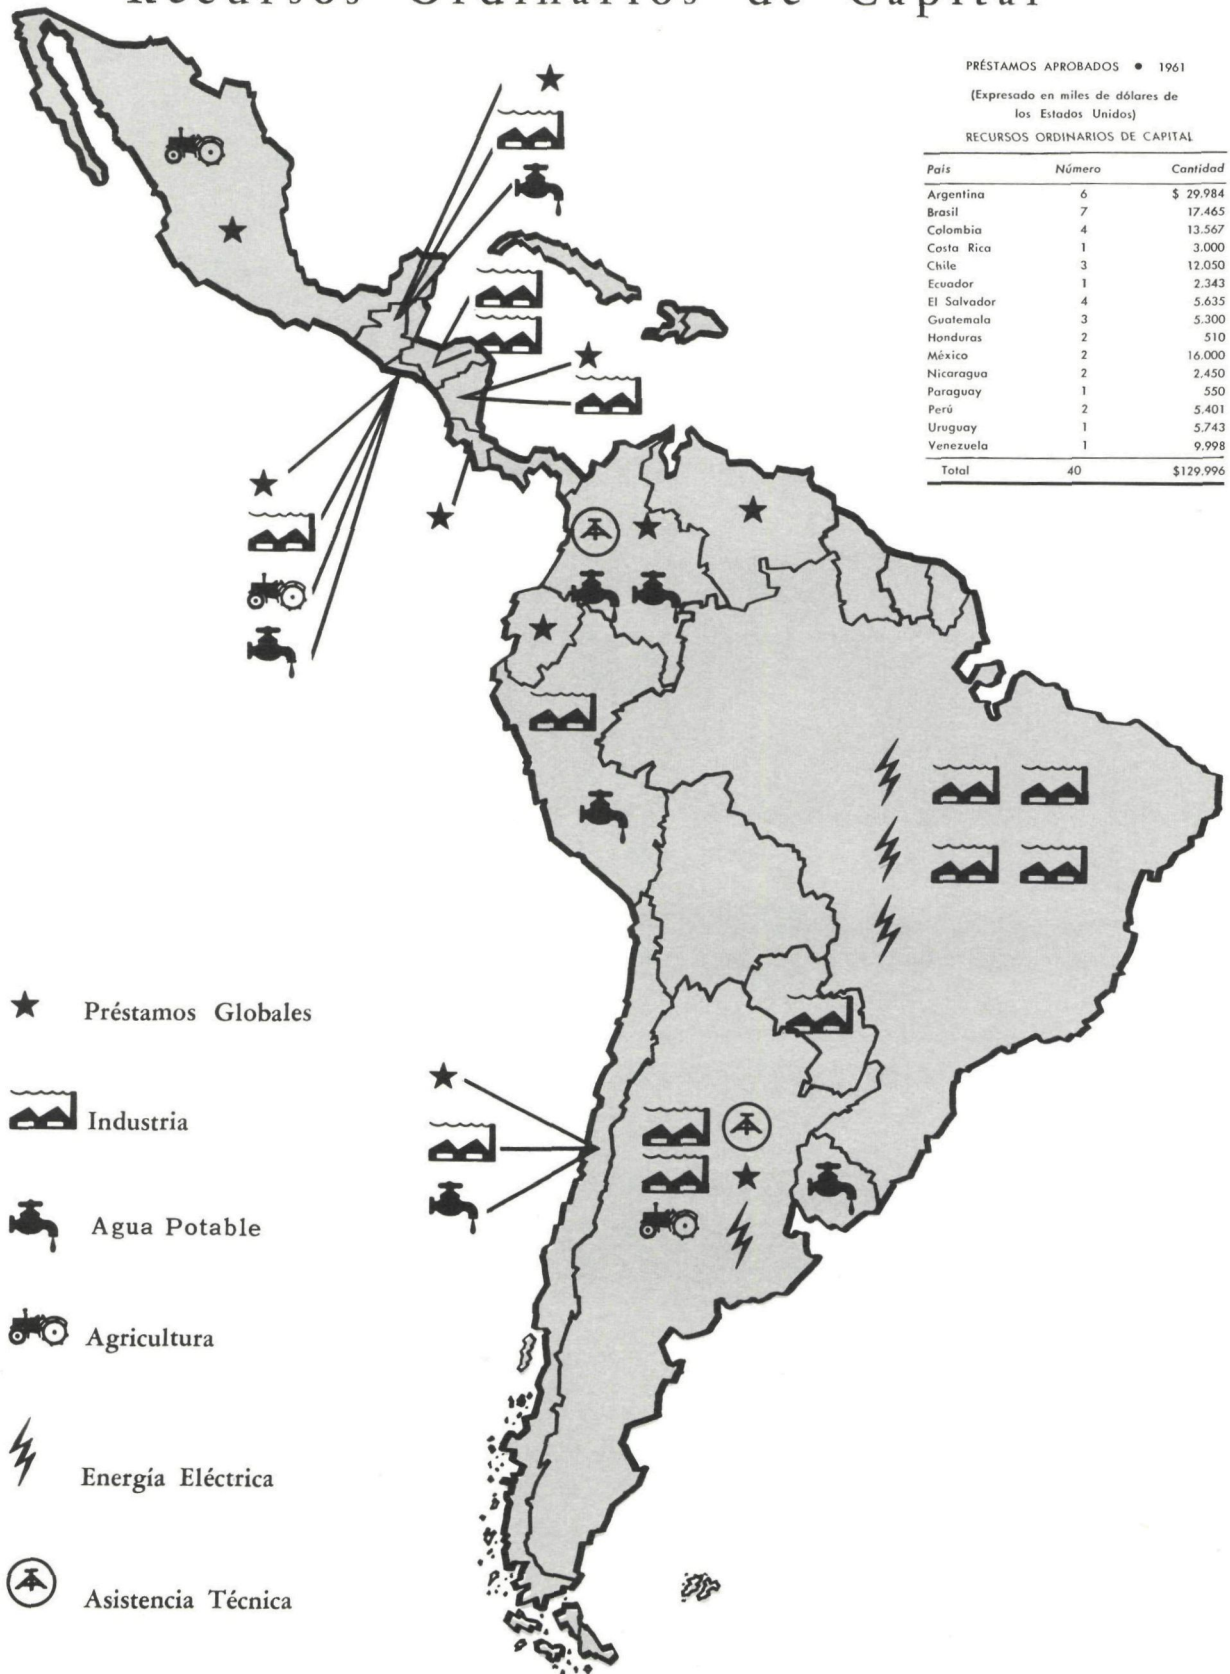 Recursos Ordinarios de Capital
PRÉSTAMOS APROBADOS • 1961
(Expresado en miles de dólares de
los Estados Unidos)
RECURSOS ORDINARIOS DE CAPITAL
País Número Cantidad
Argentina 6 $ 29.984
Brasil 7 17.465
Colombia 4 13.567
Costa Rica 1 3.000
Chile 3 12.050
Ecuador 1 2.343
El Salvador 4 5.635
Guatemala 3 5.300
Honduras 2 510
México 2 16.000
Nicaragua 2 2.450
Paraguay 1 550
Perú 2 5.401
Uruguay 1 5.743
Venezuela 1 9.998
Total 40 $129.996
Préstamos Globales
Industria
Agua Potable
Agricultura
Energía Eléctrica
Asistencia Técnica